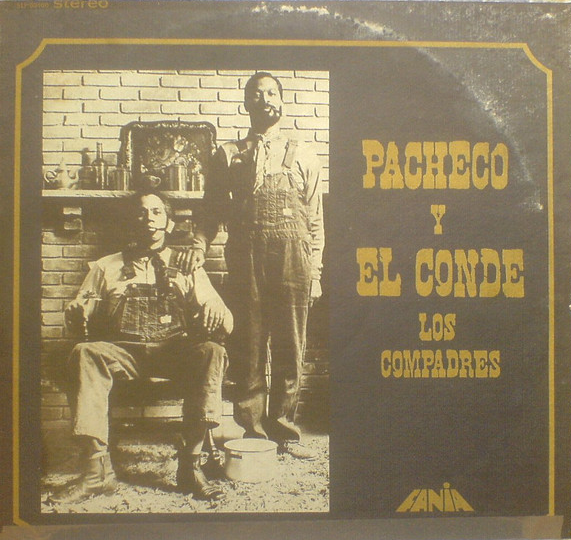 stereo
PACHECO
Y
EL CONDE
LOS
COMPADRES
FANIA